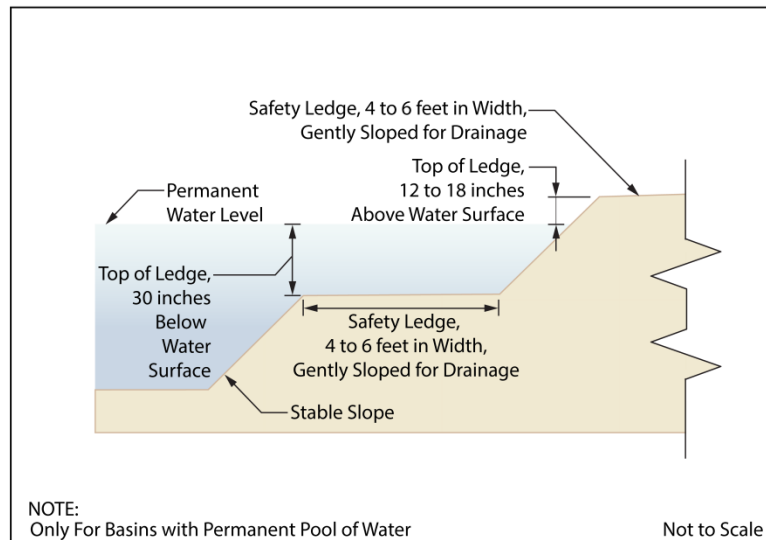 Safety Ledge, 4 to 6 feet in Width,
Gently Sloped for Drainage
Top of Ledge,
12 to 18 inches
Above Water Surface
Permanent
Water Level
Top of Ledge,
30 inches
Below
Water
Surface
Safety Ledge,
4 to 6 feet in Width,
Gently Sloped for Drainage
Stable Slope
NOTE:
Only For Basins with Permanent Pool of Water
Not to Scale